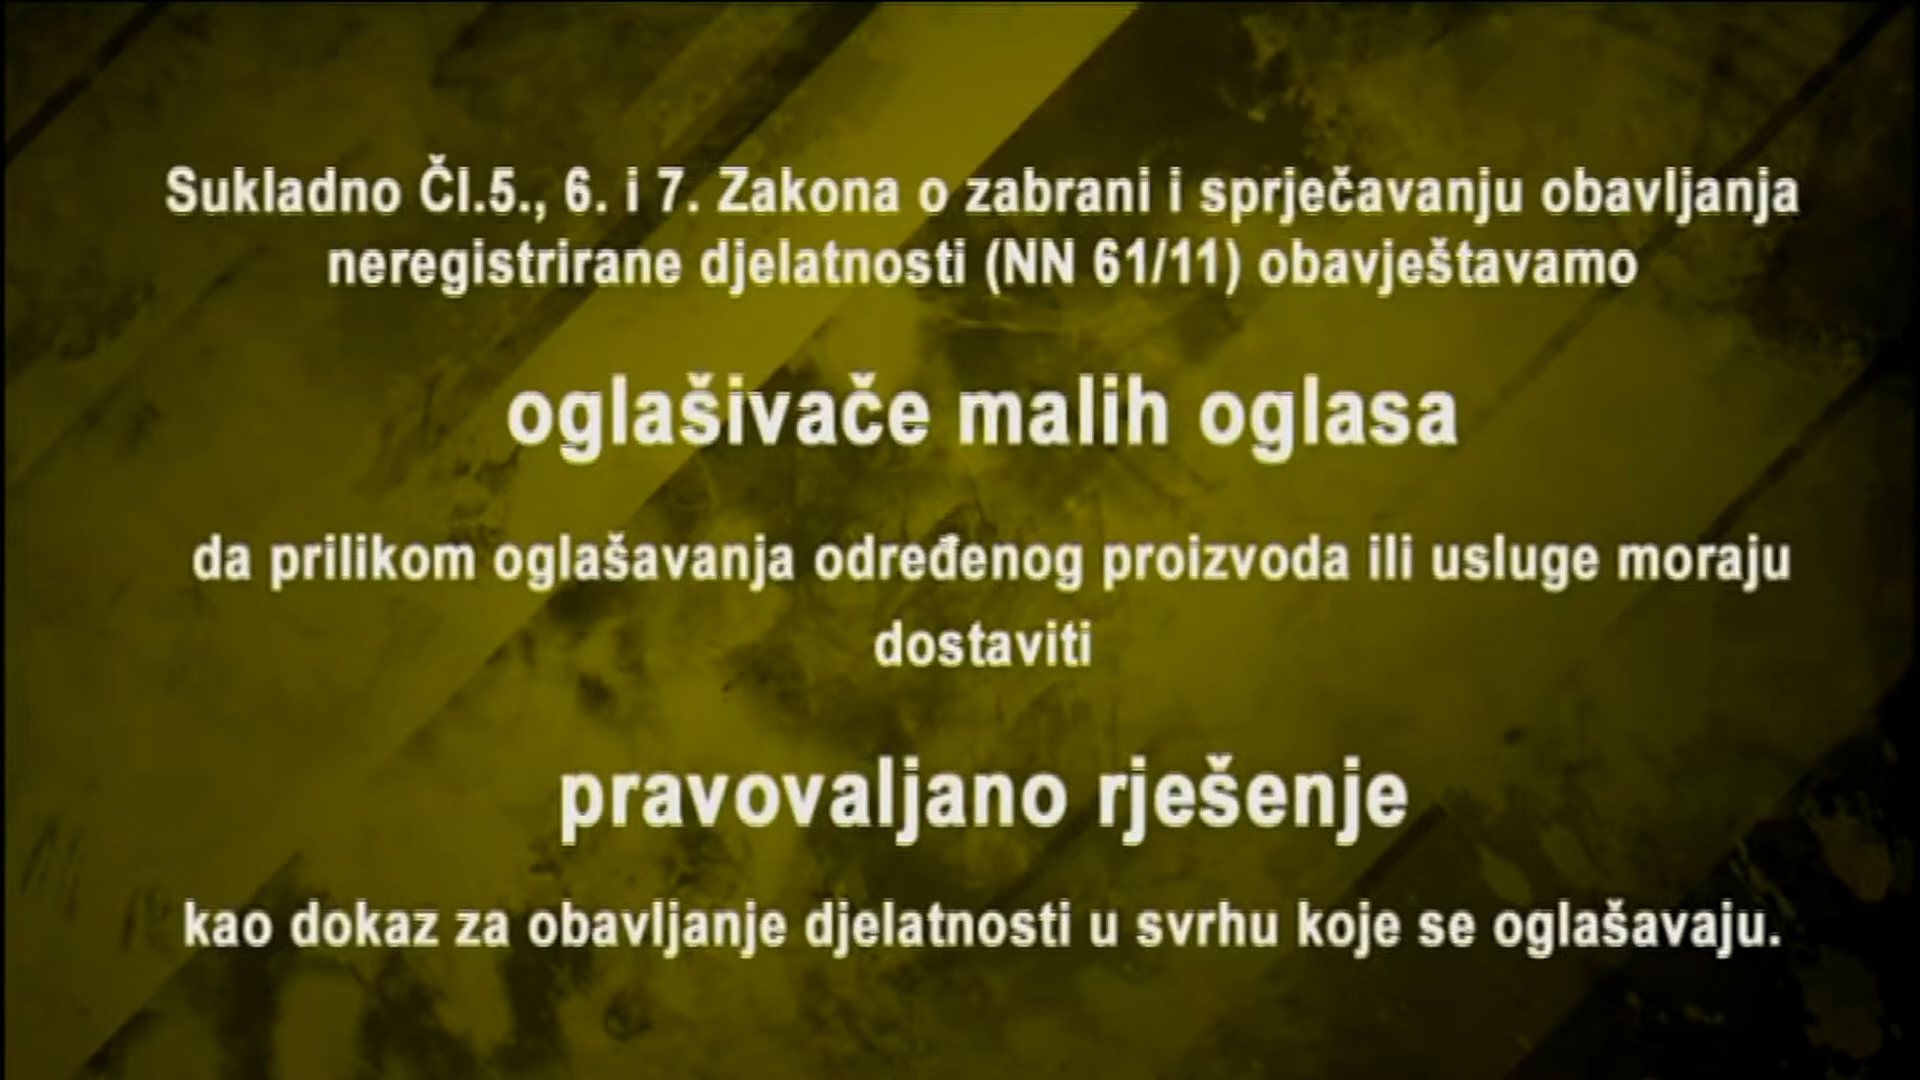 Sukladno Čl.5., 6. i 7. Zakona o zabrani i sprječavanju obavljanja
neregistrirane djelatnosti (NN 61/11) obavještavamo
oglašivače malih oglasa
da prilikom oglašavanja određenog proizvoda ili usluge moraju
dostaviti
pravovaljano rješenje
kao dokaz za obavljanje djelatnosti u svrhu koje se oglašavaju.